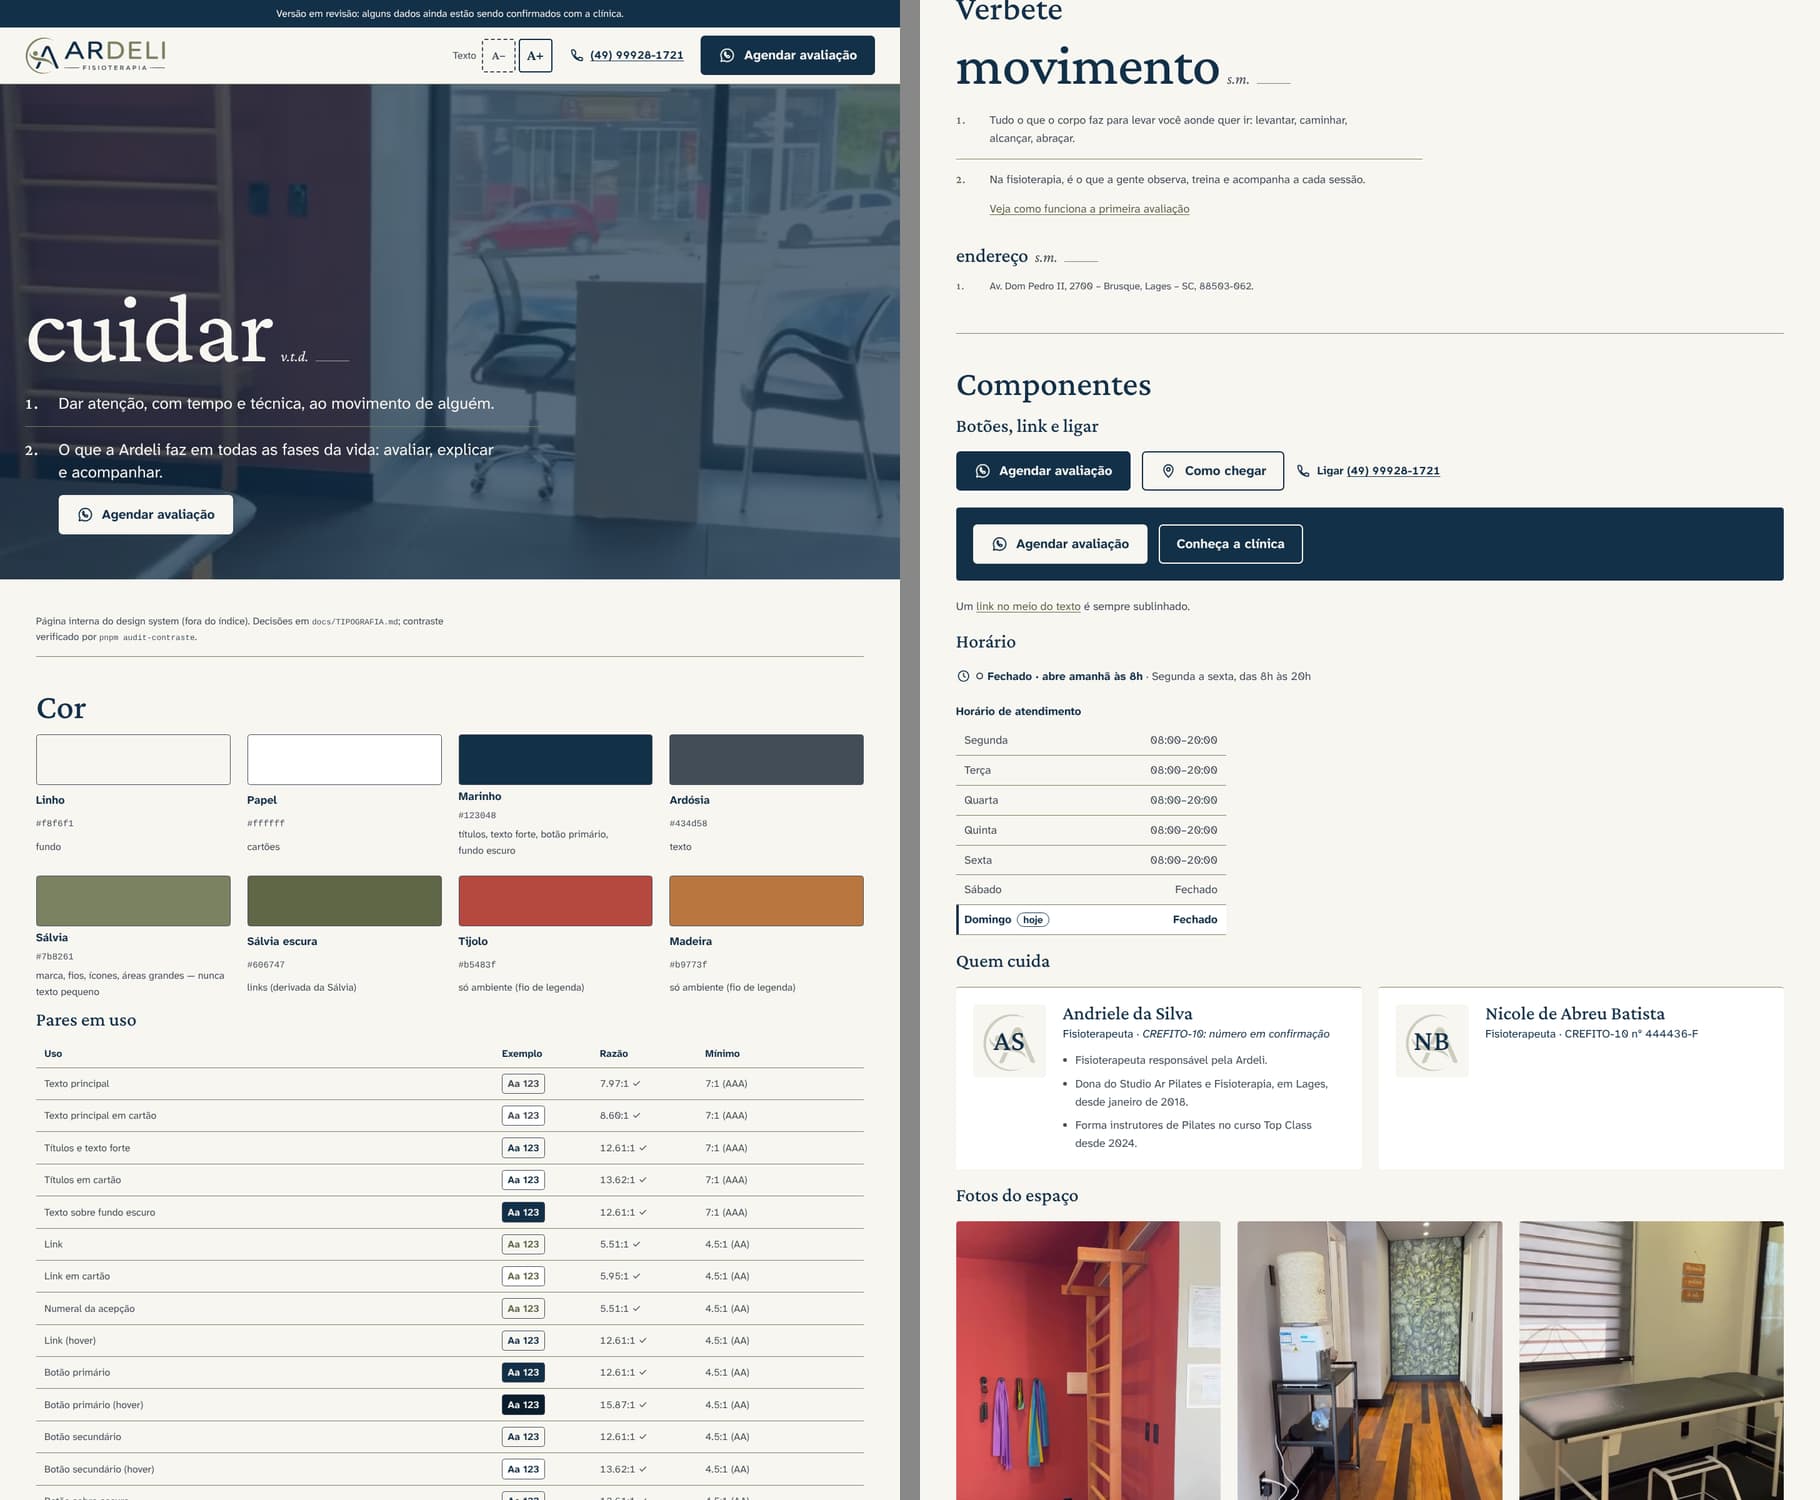 Versão em revisão: alguns dados ainda estão sendo confirmados com a clínica.
ARDELI
FISIOTERAPIA
Texto
A−
A+
(49) 99928-1721
Agendar avaliação
cuidar v.t.d.
1. Dar atenção, com tempo e técnica, ao movimento de alguém.
2. O que a Ardeli faz em todas as fases da vida: avaliar, explicar
e acompanhar.
Agendar avaliação
Página interna do design system (fora do índice). Decisões em docs/TIPOGRAFIA.md; contraste
verificado por pnpm audit-contraste.
Cor
Linho
#f8f6f1
fundo
Papel
#ffffff
cartões
Marinho
#123048
títulos, texto forte, botão primário,
fundo escuro
Ardósia
#434d58
texto
Sálvia
#7b8261
marca, fios, ícones, áreas grandes — nunca
texto pequeno
Sálvia escura
#606747
links (derivada da Sálvia)
Tijolo
#b5483f
só ambiente (fio de legenda)
Madeira
#b9773f
só ambiente (fio de legenda)
Pares em uso
Uso Exemplo Razão Mínimo
Texto principal Aa 123 7.97:1 ✓ 7:1 (AAA)
Texto principal em cartão Aa 123 8.60:1 ✓ 7:1 (AAA)
Títulos e texto forte Aa 123 12.61:1 ✓ 7:1 (AAA)
Títulos em cartão Aa 123 13.62:1 ✓ 7:1 (AAA)
Texto sobre fundo escuro Aa 123 12.61:1 ✓ 7:1 (AAA)
Link Aa 123 5.51:1 ✓ 4.5:1 (AA)
Link em cartão Aa 123 5.95:1 ✓ 4.5:1 (AA)
Numeral da acepção Aa 123 5.51:1 ✓ 4.5:1 (AA)
Link (hover) Aa 123 12.61:1 ✓ 4.5:1 (AA)
Botão primário Aa 123 12.61:1 ✓ 4.5:1 (AA)
Botão primário (hover) Aa 123 15.87:1 ✓ 4.5:1 (AA)
Botão secundário Aa 123 12.61:1 ✓ 4.5:1 (AA)
Botão secundário (hover) Aa 123 13.62:1 ✓ 4.5:1 (AA)
Verbete
movimento s.m.
1. Tudo o que o corpo faz para levar você aonde quer ir: levantar, caminhar,
alcançar, abraçar.
2. Na fisioterapia, é o que a gente observa, treina e acompanha a cada sessão.
Veja como funciona a primeira avaliação
endereço s.m.
1. Av. Dom Pedro II, 2700 – Brusque, Lages – SC, 88503-062.
Componentes
Botões, link e ligar
Agendar avaliação
Como chegar
Ligar (49) 99928-1721
Agendar avaliação
Conheça a clínica
Um link no meio do texto é sempre sublinhado.
Horário
Fechado · abre amanhã às 8h · Segunda a sexta, das 8h às 20h
Horário de atendimento
Segunda 08:00–20:00
Terça 08:00–20:00
Quarta 08:00–20:00
Quinta 08:00–20:00
Sexta 08:00–20:00
Sábado Fechado
Domingo hoje Fechado
Quem cuida
AS
Andriele da Silva
Fisioterapeuta · CREFITO-10: número em confirmação
• Fisioterapeuta responsável pela Ardeli.
• Dona do Studio Ar Pilates e Fisioterapia, em Lages,
desde janeiro de 2018.
• Forma instrutores de Pilates no curso Top Class
desde 2024.
NB
Nicole de Abreu Batista
Fisioterapeuta · CREFITO-10 nº 444436-F
Fotos do espaço